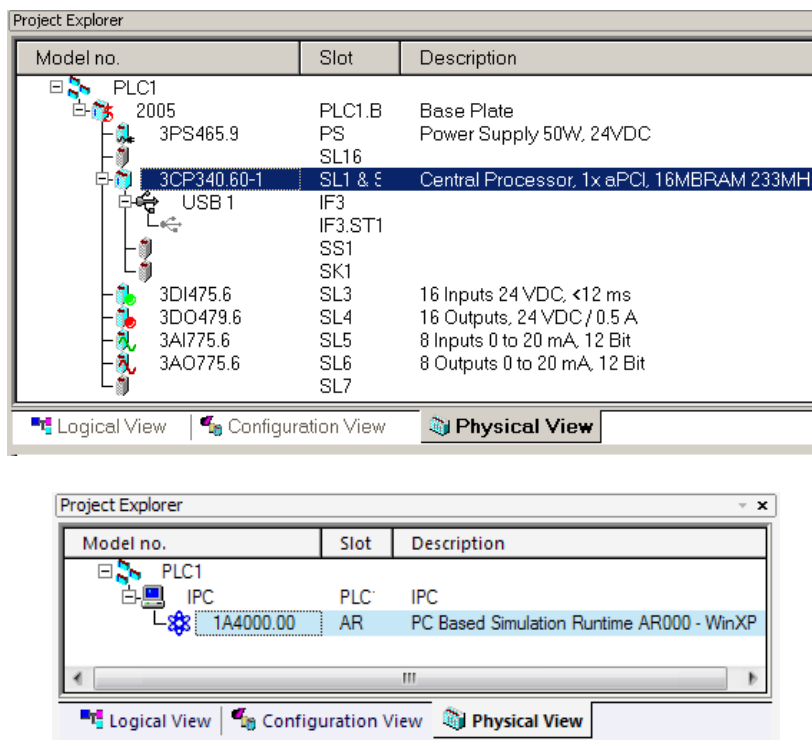 Project Explorer
Model no. Slot Description
PLC1
2005 PLC1.B Base Plate
3PS465.9 PS Power Supply 50W, 24VDC
SL16
3CP340.60-1 SL1 & S Central Processor, 1x aPCI, 16MBRAM 233MH
USB 1 IF3
IF3.ST1
SS1
SK1
3DI475.6 SL3 16 Inputs 24 VDC, <12 ms
3DO479.6 SL4 16 Outputs, 24 VDC / 0.5 A
3AI775.6 SL5 8 Inputs 0 to 20 mA, 12 Bit
3AO775.6 SL6 8 Outputs 0 to 20 mA, 12 Bit
SL7
Logical View Configuration View Physical View
Project Explorer
Model no. Slot Description
PLC1
IPC PLC IPC
1A4000.00 AR PC Based Simulation Runtime AR000 - WinXP
Logical View Configuration View Physical View